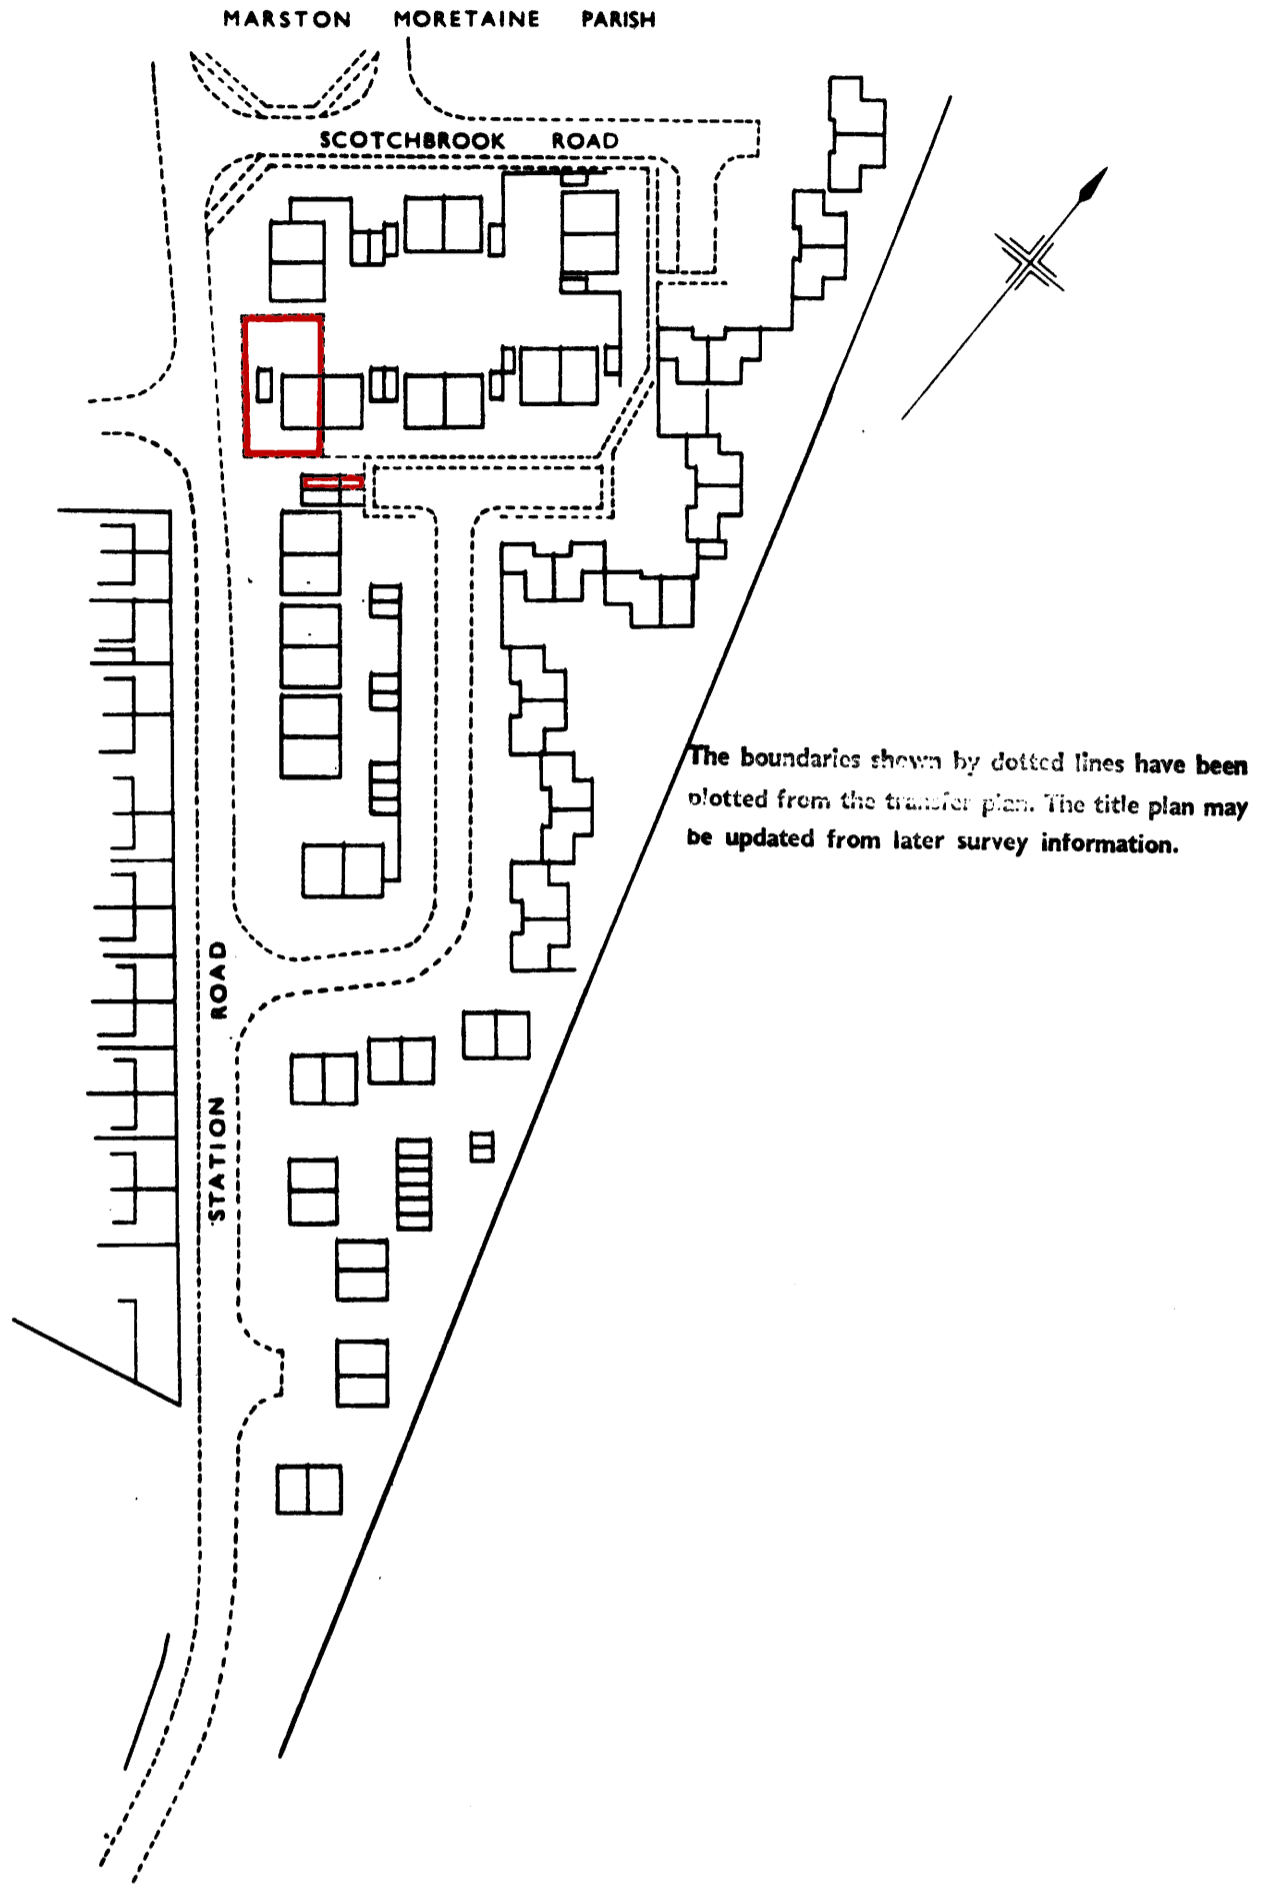 MARSTON MORETAINE PARISH
SCOTCHBROOK ROAD
The boundaries shown by dotted lines have been
plotted from the transfer plan. The title plan may
be updated from later survey information.
STATION ROAD